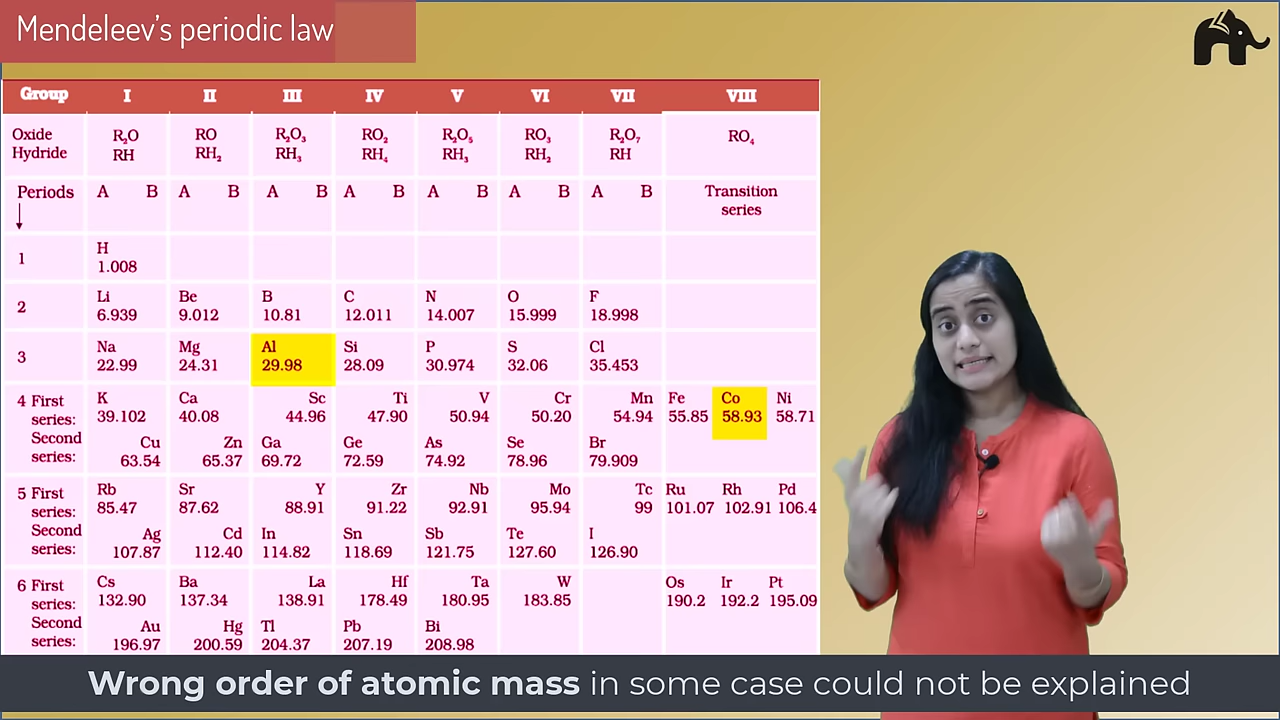 Mendeleev's periodic law
Group I II III IV V VI VII VIII
Oxide R₂O RO R₂O₃ RO₂ R₂O₅ RO₃ R₂O₇ RO₄
Hydride RH RH₂ RH₃ RH₄ RH₃ RH₂ RH
Periods A B A B A B A B A B A B A B Transition
↓ series
1 H
1.008
2 Li Be B C N O F
6.939 9.012 10.81 12.011 14.007 15.999 18.998
3 Na Mg Al Si P S Cl
22.99 24.31 29.98 28.09 30.974 32.06 35.453
4 First K Ca Sc Ti V Cr Mn Fe Co Ni
series: 39.102 40.08 44.96 47.90 50.94 50.20 54.94 55.85 58.93 58.71
Second Cu Zn Ga Ge As Se Br
series: 63.54 65.37 69.72 72.59 74.92 78.96 79.909
5 First Rb Sr Y Zr Nb Mo Tc Ru Rh Pd
series: 85.47 87.62 88.91 91.22 92.91 95.94 99 101.07 102.91 106.4
Second Ag Cd In Sn Sb Te I
series: 107.87 112.40 114.82 118.69 121.75 127.60 126.90
6 First Cs Ba La Hf Ta W Os Ir Pt
series: 132.90 137.34 138.91 178.49 180.95 183.85 190.2 192.2 195.09
Second Au Hg Tl Pb Bi
series: 196.97 200.59 204.37 207.19 208.98
Wrong order of atomic mass in some case could not be explained